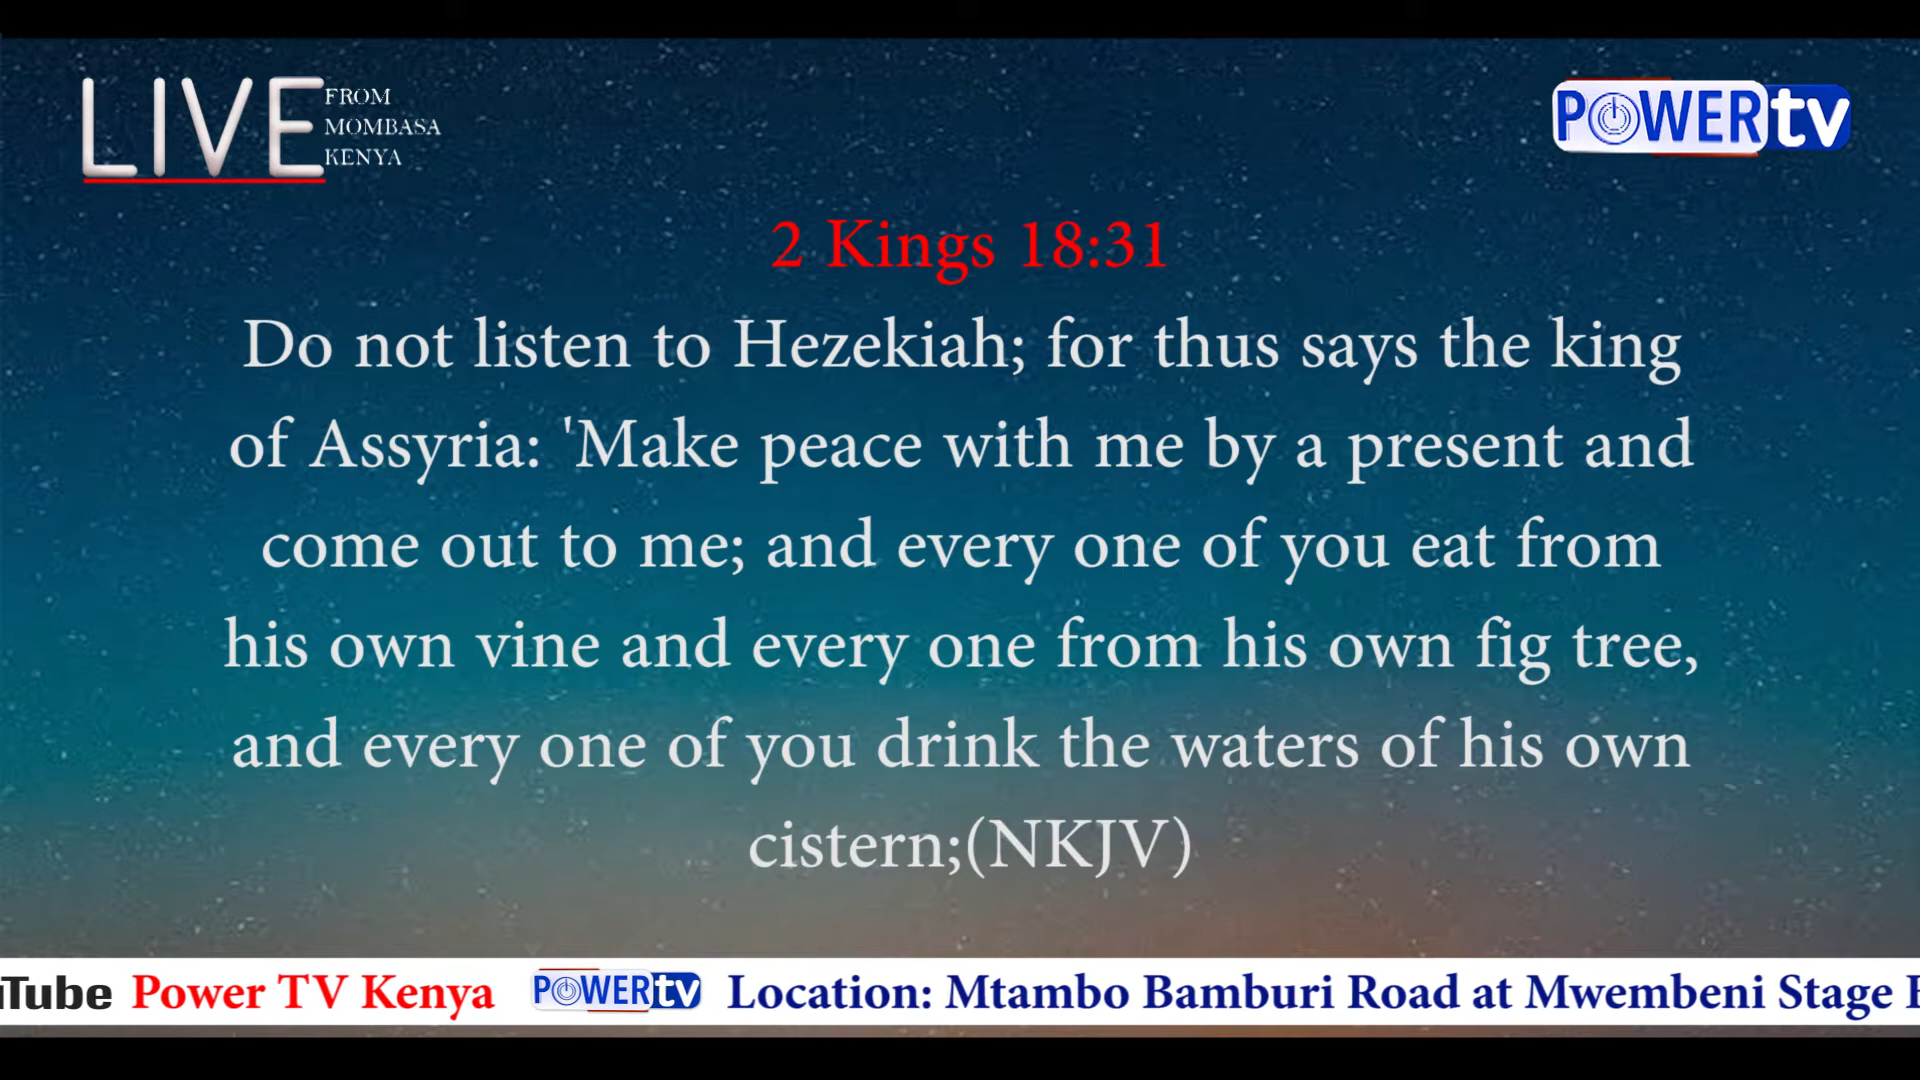 LIVE
FROM
MOMBASA
KENYA
POWERtv
2 Kings 18:31
Do not listen to Hezekiah; for thus says the king
of Assyria: 'Make peace with me by a present and
come out to me; and every one of you eat from
his own vine and every one from his own fig tree,
and every one of you drink the waters of his own
cistern;(NKJV)
Tube Power TV Kenya POWERtv Location: Mtambo Bamburi Road at Mwembeni Stage